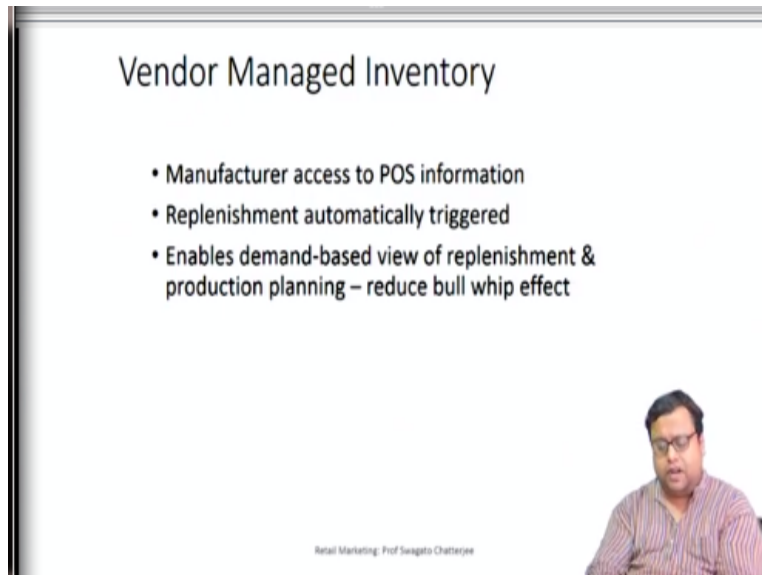 Vendor Managed Inventory
• Manufacturer access to POS information
• Replenishment automatically triggered
• Enables demand-based view of replenishment &
production planning – reduce bull whip effect
Retail Marketing: Prof Swagato Chatterjee